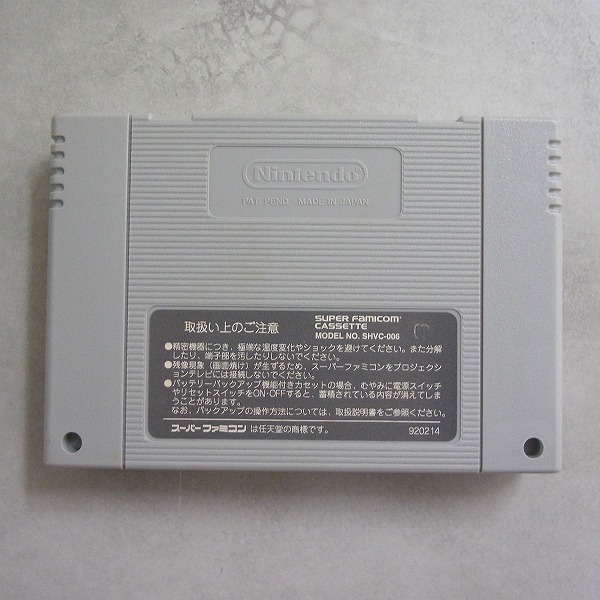 Nintendo
PAT. PEND. MADE IN JAPAN
取扱い上のご注意
SUPER Famicom
CASSETTE
MODEL NO. SHVC-006
●精密機器につき、極端な温度変化やショックを避けてください。また分解
したり、端子部を汚したりしないでください。
●残像現象(画面焼け)が生ずるため、スーパーファミコンをプロジェク
ションテレビには接続しないでください。
●バッテリーバックアップ機能付きカセットの場合、むやみに電源スイッチ
やリセットスイッチをON・OFFすると、蓄積されている内容が消えてしま
うことがあります。
なお、バックアップの操作方法については、取扱説明書をご参照ください。
スーパーファミコンは任天堂の商標です。
920214